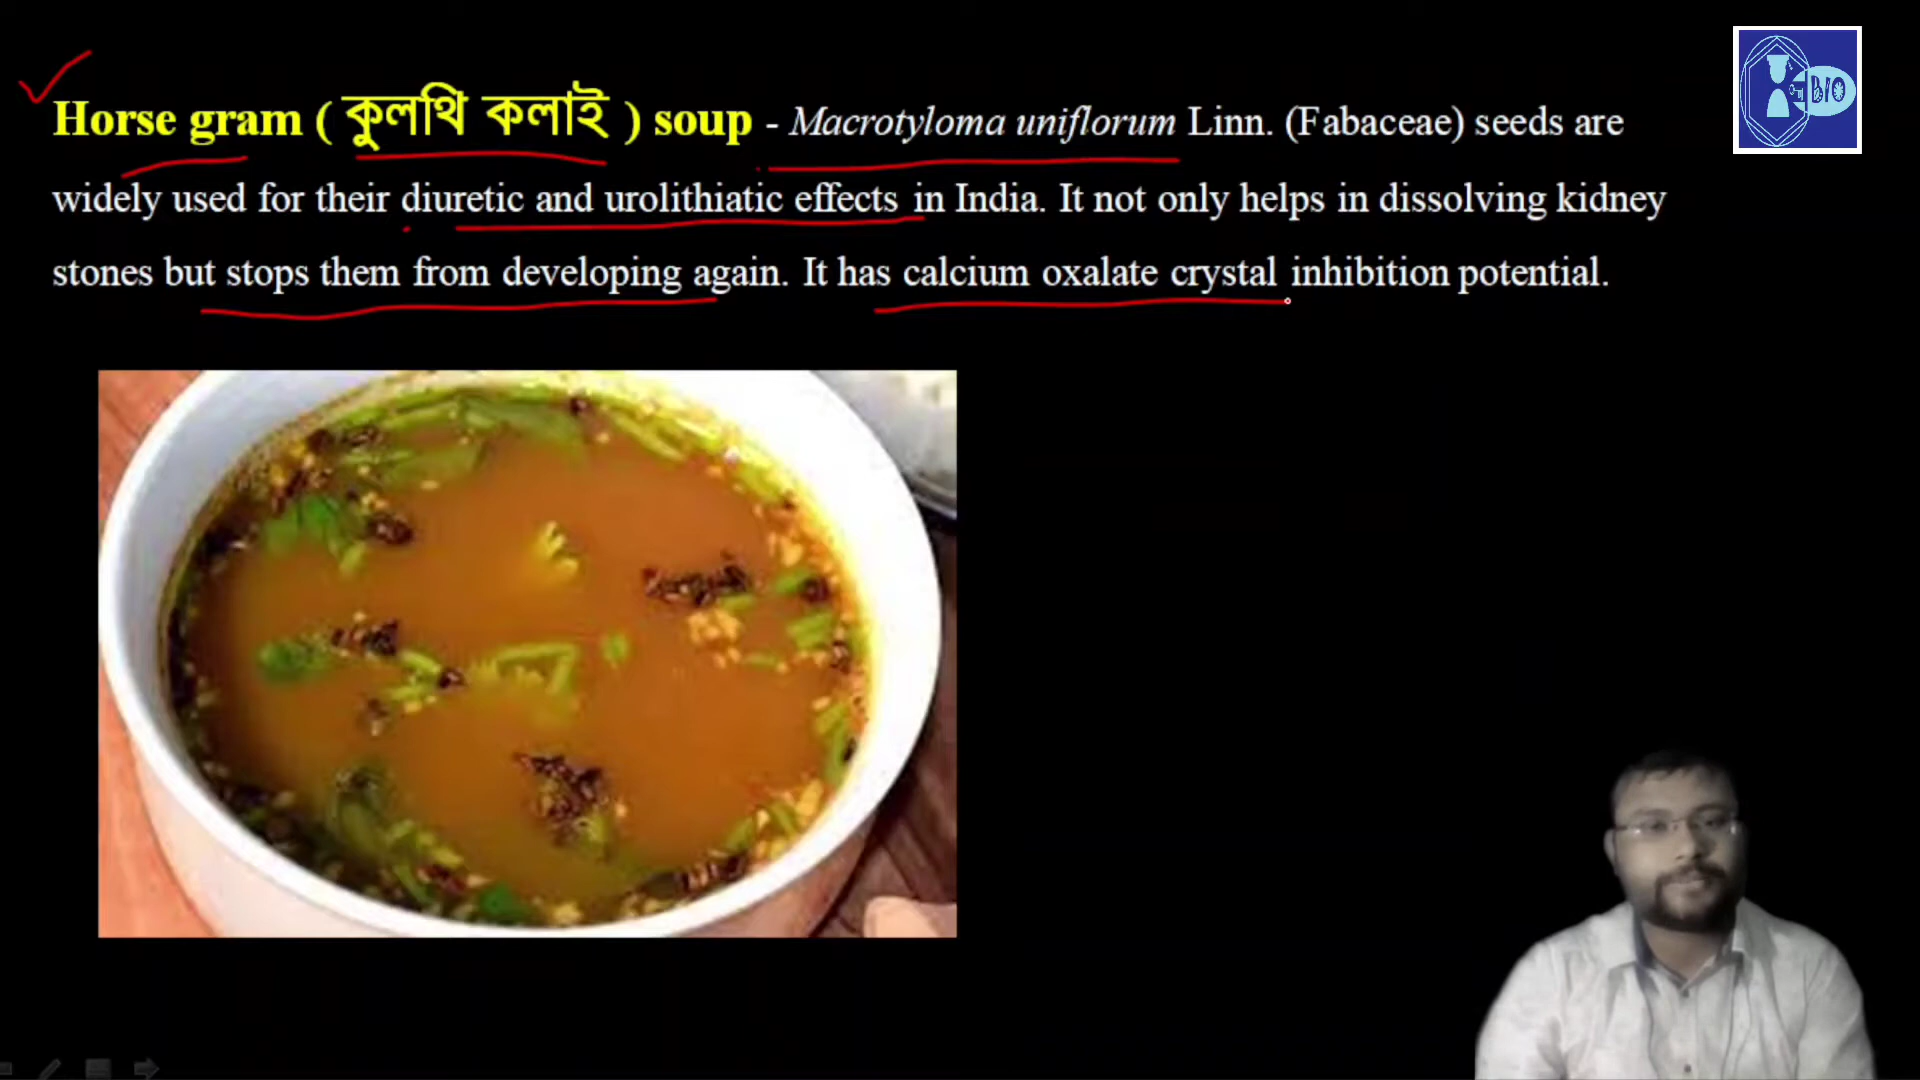 Horse gram ( কুলথি কলাই ) soup - Macrotyloma uniflorum Linn. (Fabaceae) seeds are
widely used for their diuretic and urolithiatic effects in India. It not only helps in dissolving kidney
stones but stops them from developing again. It has calcium oxalate crystal inhibition potential.
BIO